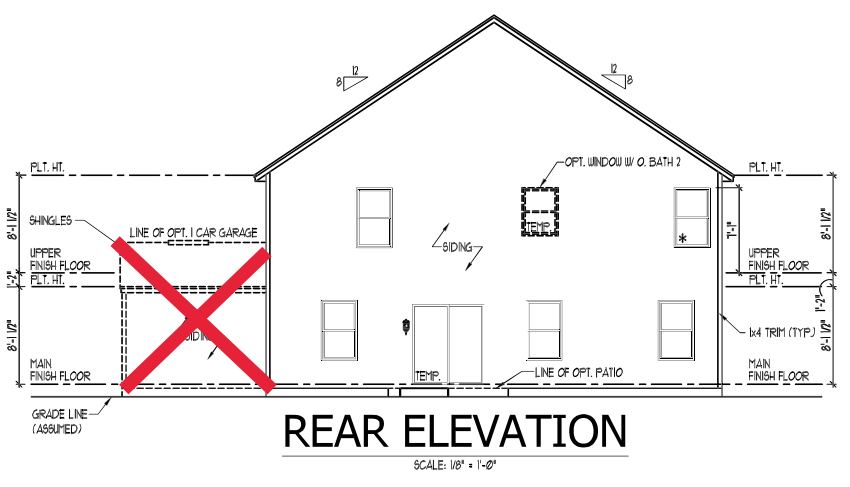 12
8
12
8
PLT. HT.
PLT. HT.
OPT. WINDOW W/ O. BATH 2
SHINGLES
8'-1 1/2"
LINE OF OPT. 1 CAR GARAGE
TEMP.
*
7'-1"
8'-1 1/2"
SIDING
UPPER
FINISH FLOOR
UPPER
FINISH FLOOR
PLT. HT.
PLT. HT.
1'-2"
SIDING
8'-1 1/2"
1x4 TRIM (TYP.)
8'-1 1/2"
MAIN
FINISH FLOOR
TEMP.
LINE OF OPT. PATIO
MAIN
FINISH FLOOR
GRADE LINE
(ASSUMED)
REAR ELEVATION
SCALE: 1/8" = 1'-0"